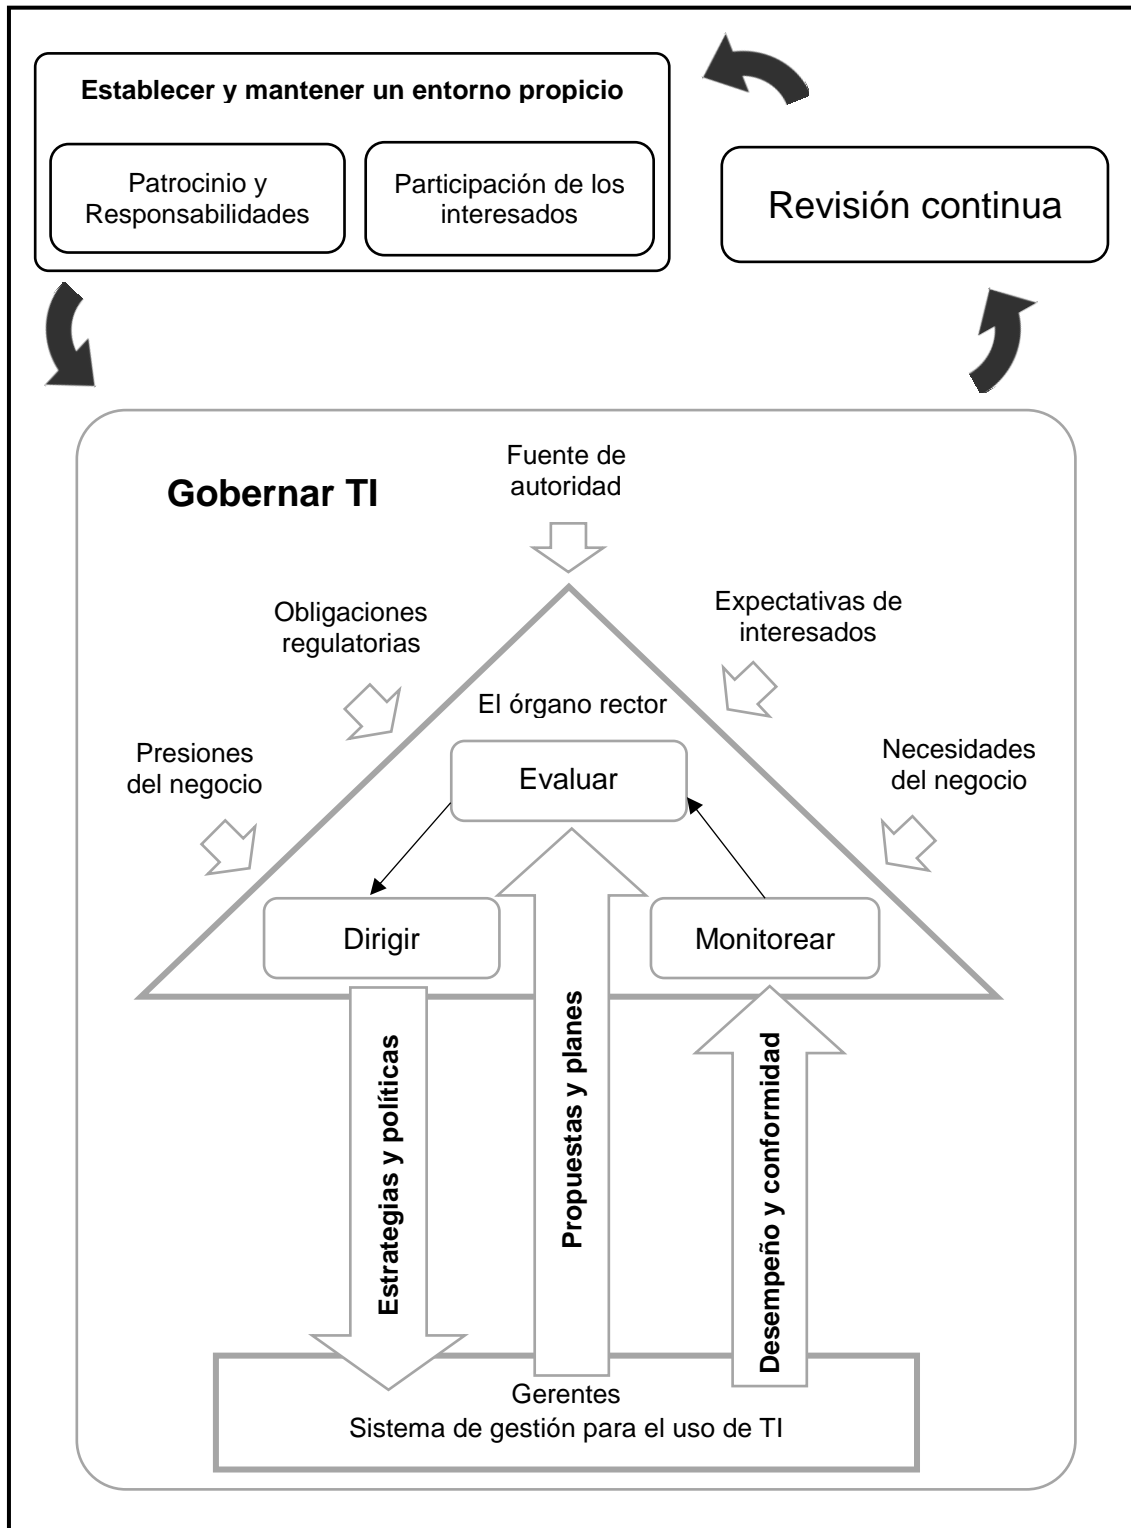 Establecer y mantener un entorno propicio
Patrocinio y
Responsabilidades
Participación de los
interesados
Revisión continua
Gobernar TI
Fuente de
autoridad
Obligaciones
regulatorias
Expectativas de
interesados
Presiones
del negocio
Necesidades
del negocio
El órgano rector
Evaluar
Dirigir
Monitorear
Estrategias y políticas
Propuestas y planes
Desempeño y conformidad
Gerentes
Sistema de gestión para el uso de TI